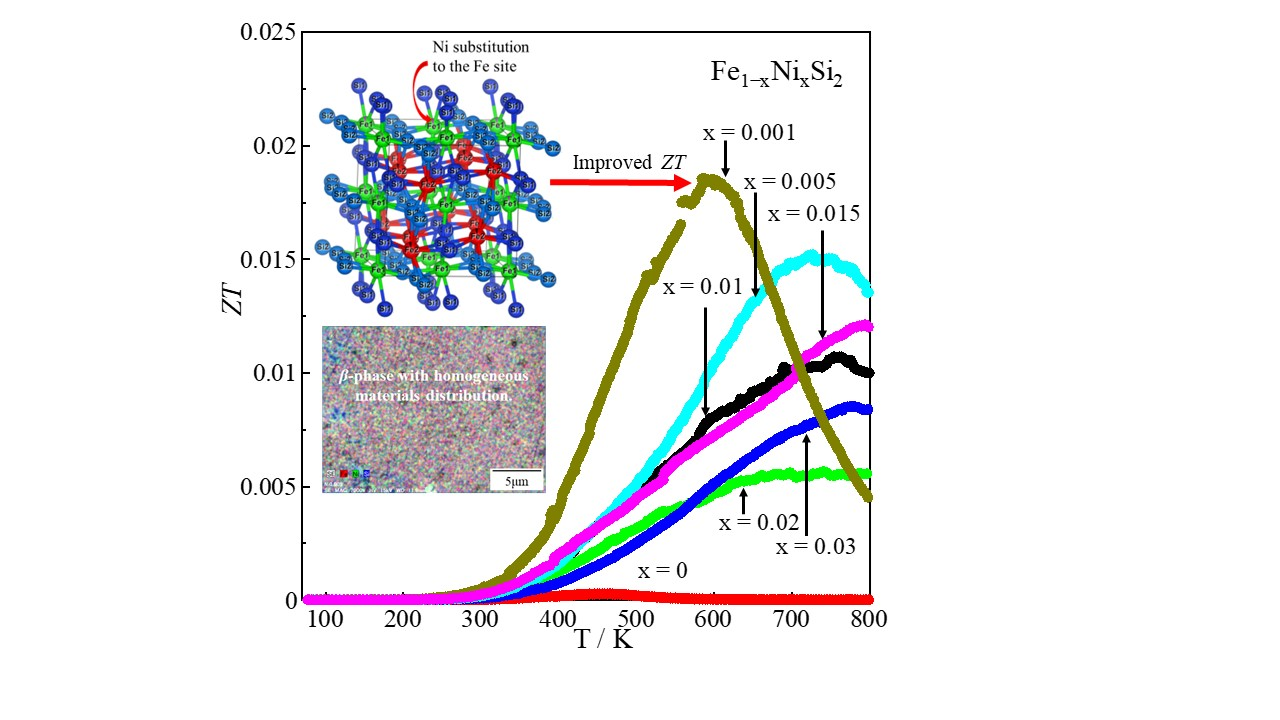 0.025
0.02
0.015
0.01
0.005
0
ZT
Ni substitution
to the Fe site
Fe1−xNixSi2
x = 0.001
Improved ZT
x = 0.005
x = 0.015
x = 0.01
β-phase with homogeneous
materials distribution.
5μm
x = 0.02
x = 0.03
x = 0
100 200 300 400 500 600 700 800
T / K